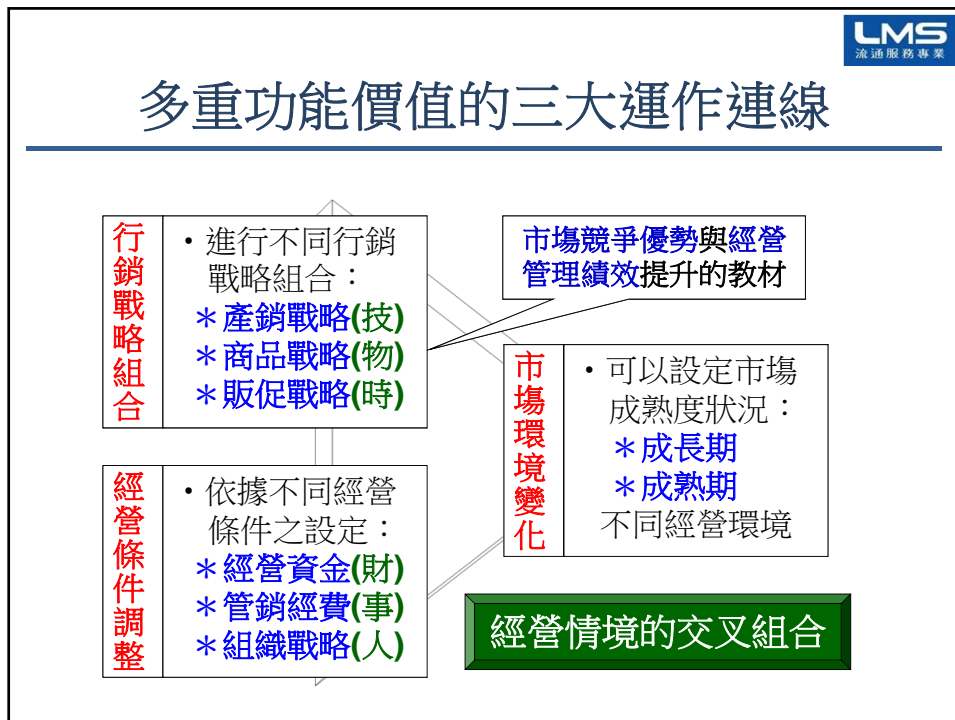 LMS
流通服務專業
多重功能價值的三大運作連線
行銷戰略組合
・進行不同行銷
戰略組合：
＊產銷戰略(技)
＊商品戰略(物)
＊販促戰略(時)
市場競爭優勢與經營
管理績效提升的教材
市場環境變化
・可以設定市場
成熟度狀況：
＊成長期
＊成熟期
不同經營環境
經營條件調整
・依據不同經營
條件之設定：
＊經營資金(財)
＊管銷經費(事)
＊組織戰略(人)
經營情境的交叉組合